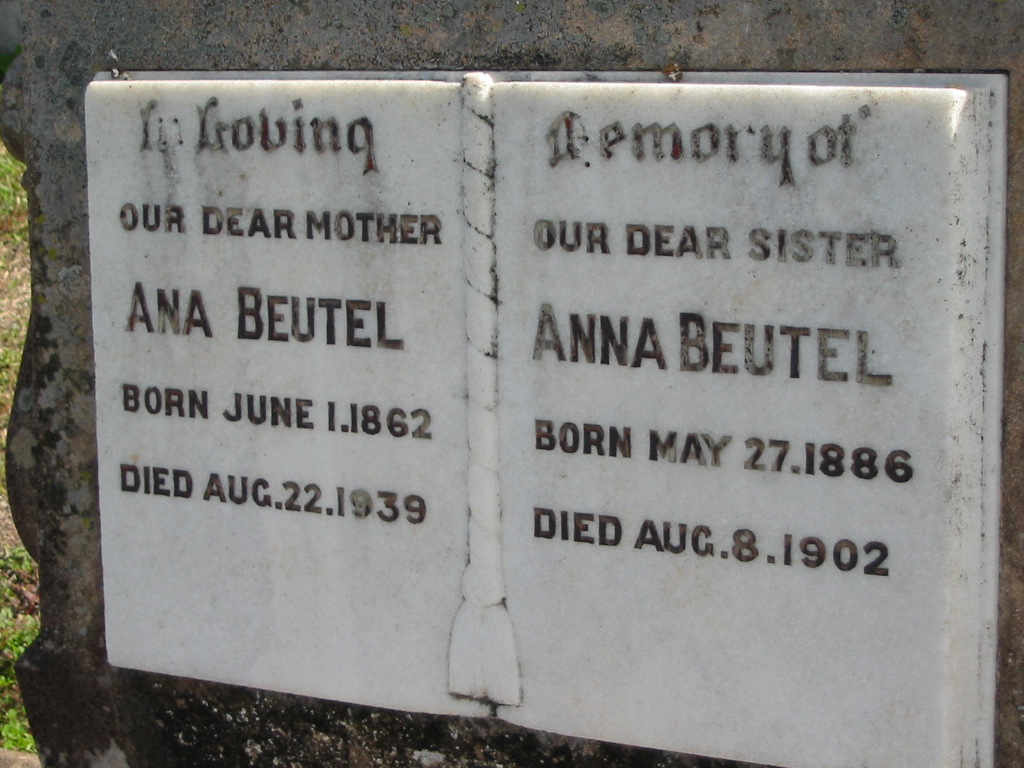 In Loving
OUR DEAR MOTHER
ANA BEUTEL
BORN JUNE 1.1862
DIED AUG.22.1939
Memory of
OUR DEAR SISTER
ANNA BEUTEL
BORN MAY 27.1886
DIED AUG.8.1902